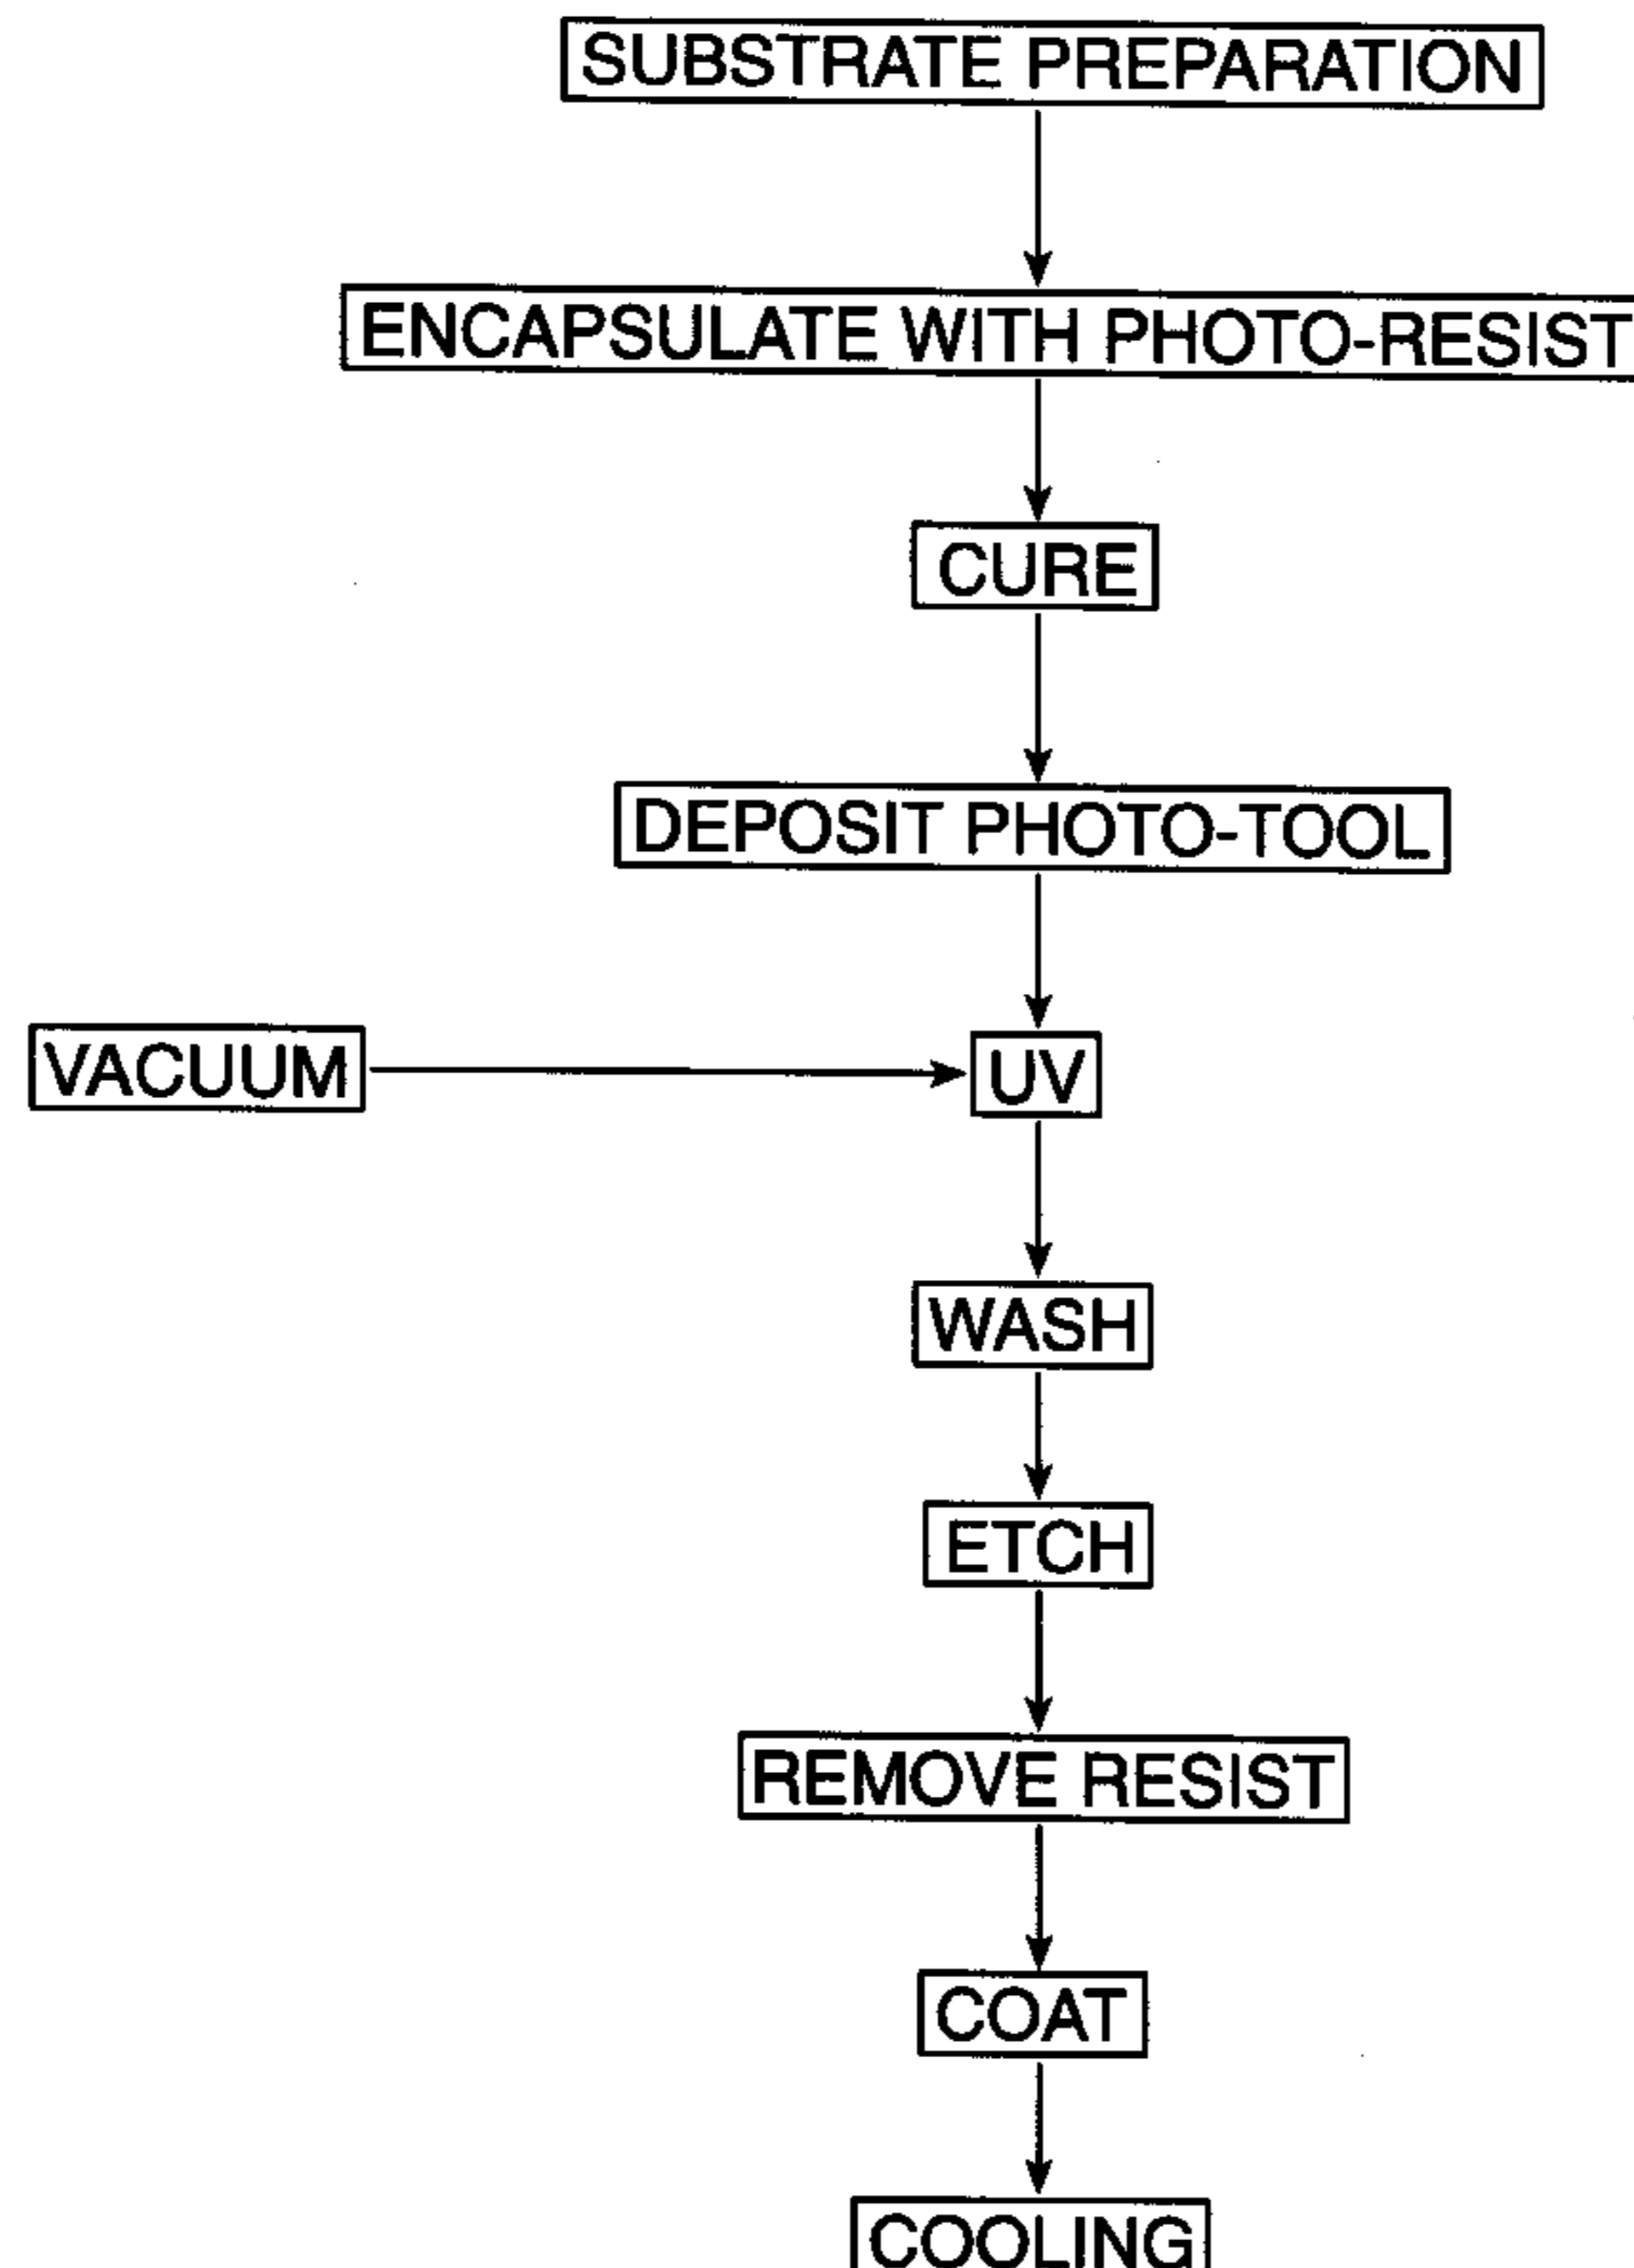 SUBSTRATE PREPARATION
ENCAPSULATE WITH PHOTO-RESIST
CURE
DEPOSIT PHOTO-TOOL
VACUUM
UV
WASH
ETCH
REMOVE RESIST
COAT
COOLING